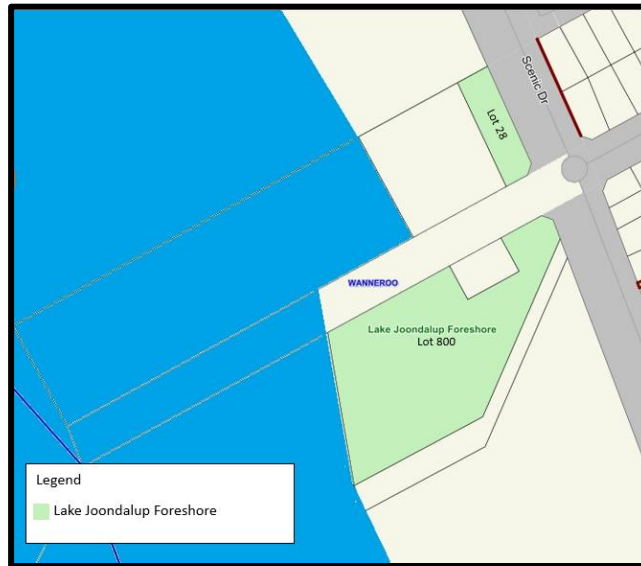 Scenic Dr
Lot 28
WANNEROO
Lake Joondalup Foreshore
Lot 800
Legend
Lake Joondalup Foreshore